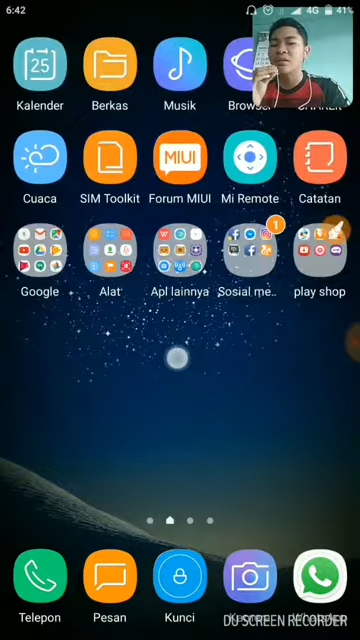 6:42 4G 41%
25
Kalender Berkas Musik
MIUI
Cuaca SIM Toolkit Forum MIUI Mi Remote Catatan
1
Google Alat Apl lainnya Sosial me.. play shop
Telepon Pesan Kunci
DU SCREEN RECORDER